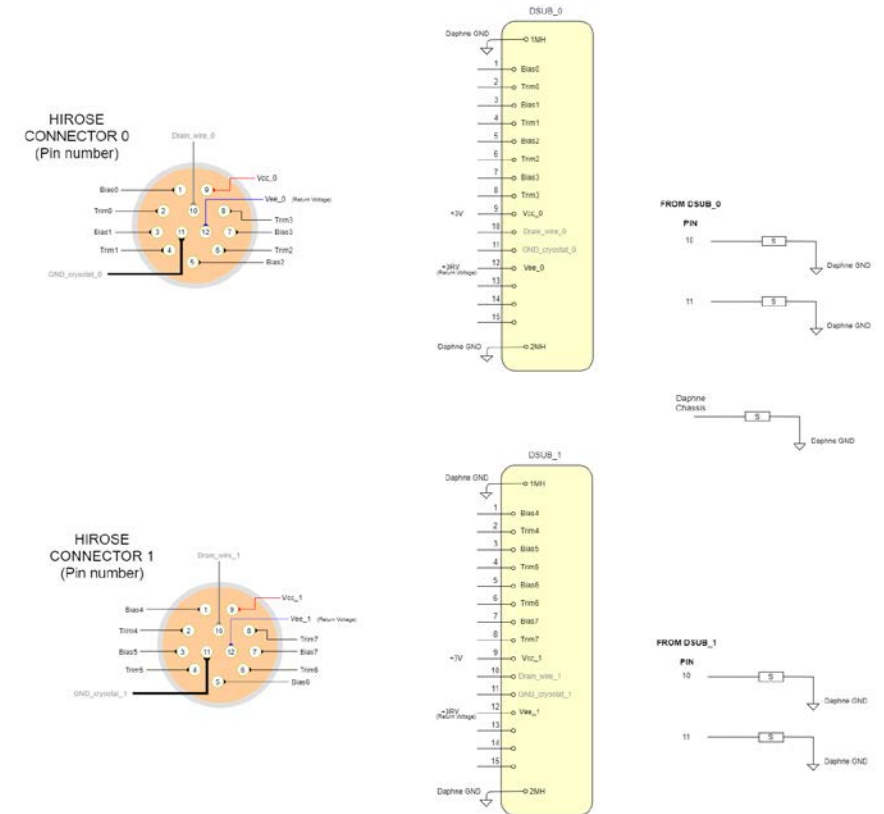 DSUB_0
Daphne GND
1MH
1 Bias0
2 Trim0
3 Bias1
4 Trim1
5 Bias2
6 Trim2
7 Bias3
8 Trim3
+3V 9 Vcc_0
10 Drain_wire_0
11 GND_cryostat_0
12 Vee_0
(Return Voltage)
13
14
15
Daphne GND
2MH
HIROSE
CONNECTOR 0
(Pin number)
Drain_wire_0
Vcc_0
Vee_0 (Return Voltage)
Bias0 1 9
Trim0 2 10 8 Trim3
Bias1 3 11 12 7 Bias3
Trim1 4 6 Trim2
5 Bias2
GND_cryostat_0
FROM DSUB_0
PIN
10 S
Daphne GND
11 S
Daphne GND
Daphne
Chassis
S
Daphne GND
DSUB_1
Daphne GND
1MH
1 Bias4
2 Trim4
3 Bias5
4 Trim5
5 Bias6
6 Trim6
7 Bias7
8 Trim7
+3V 9 Vcc_1
10 Drain_wire_1
11 GND_cryostat_1
12 Vee_1
(Return Voltage)
13
14
15
Daphne GND
2MH
HIROSE
CONNECTOR 1
(Pin number)
Drain_wire_1
Vcc_1
Vee_1 (Return Voltage)
Bias4 1 9
Trim4 2 10 8 Trim7
Bias5 3 11 12 7 Bias7
Trim5 4 6 Trim6
5 Bias6
GND_cryostat_1
FROM DSUB_1
PIN
10 S
Daphne GND
11 S
Daphne GND